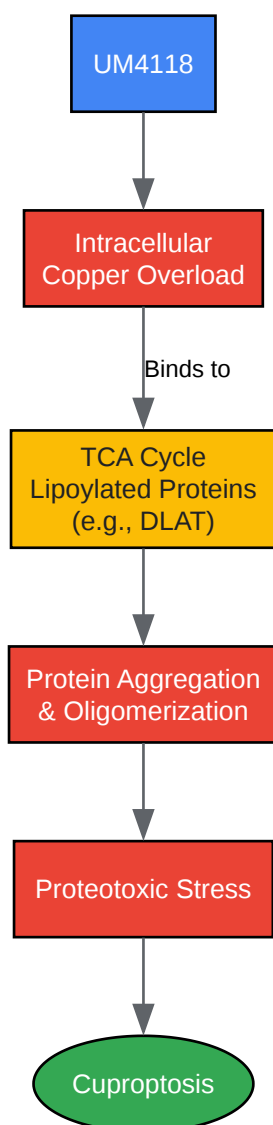 UM4118
Intracellular
Copper Overload
Binds to
TCA Cycle
Lipoylated Proteins
(e.g., DLAT)
Protein Aggregation
& Oligomerization
Proteotoxic Stress
Cuproptosis